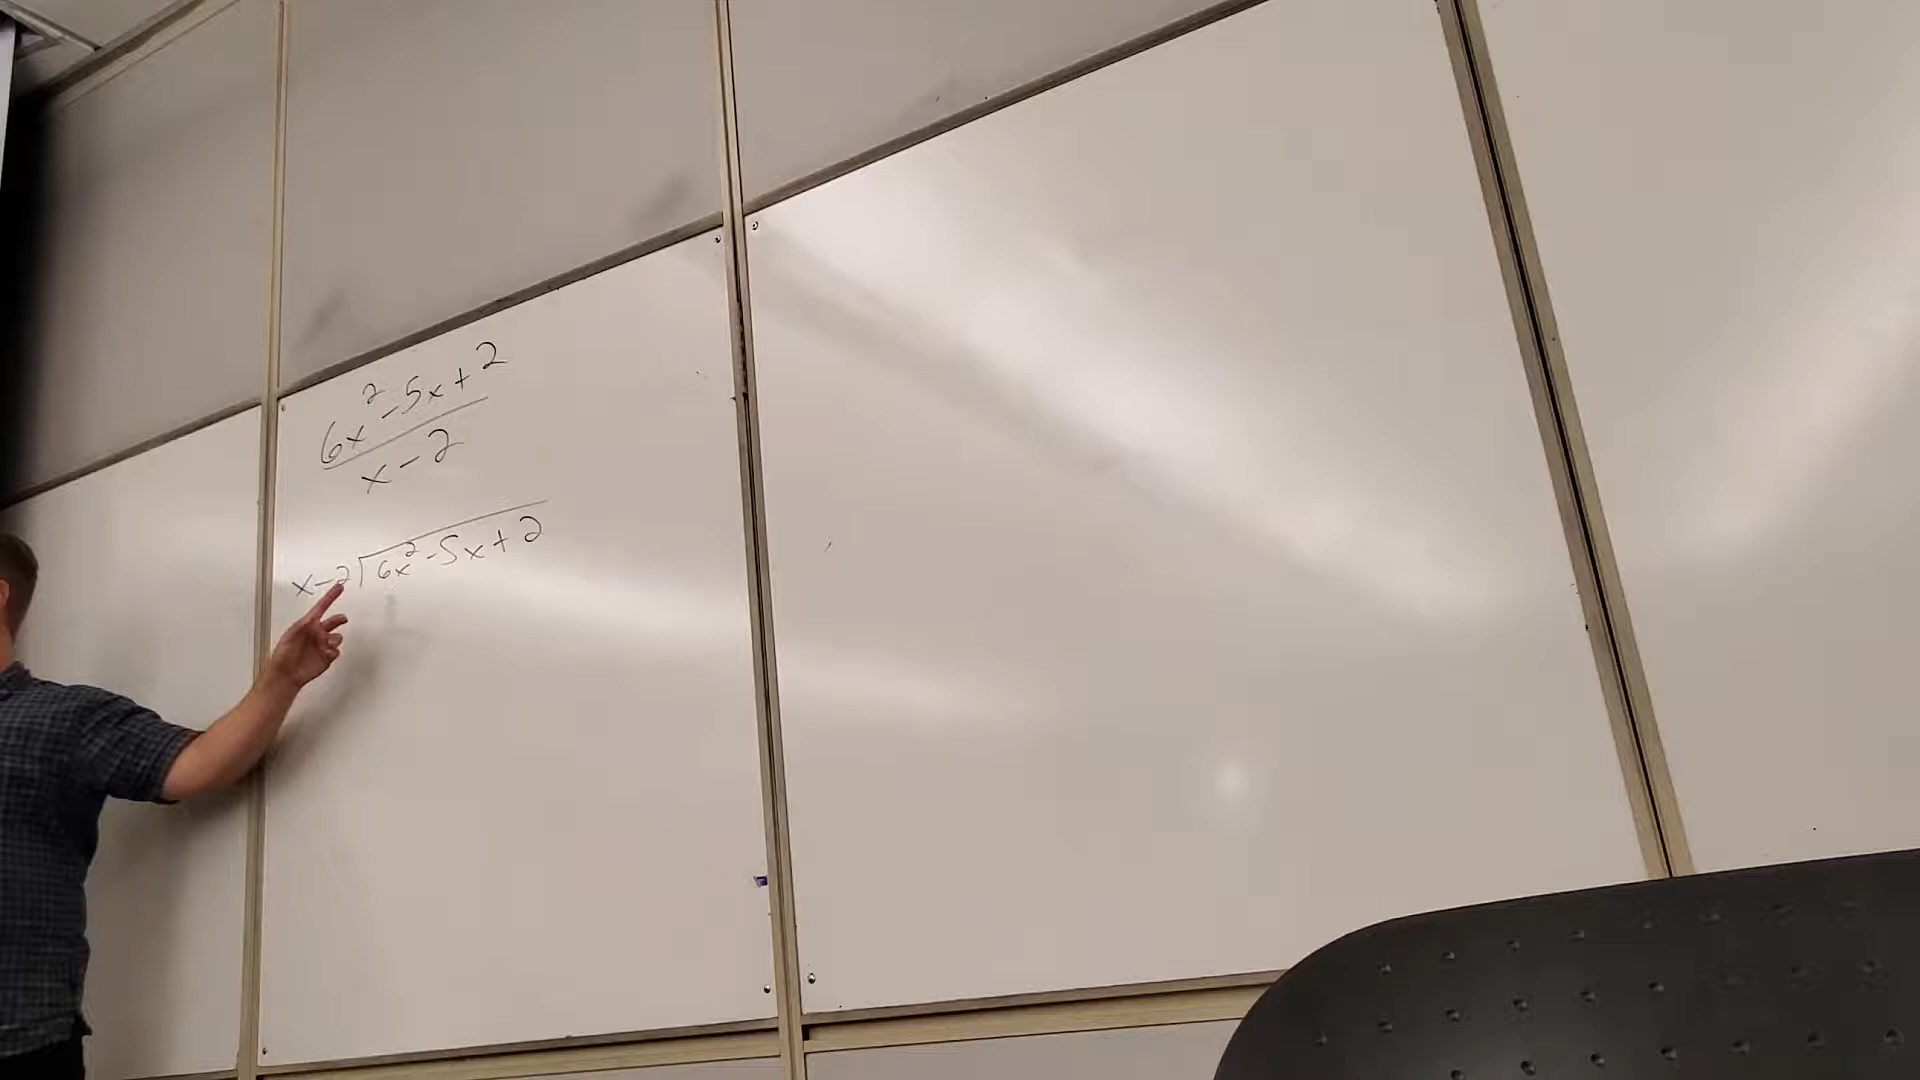 6x² - 5x + 2
x - 2
x - 2 ⟌ 6x² - 5x + 2